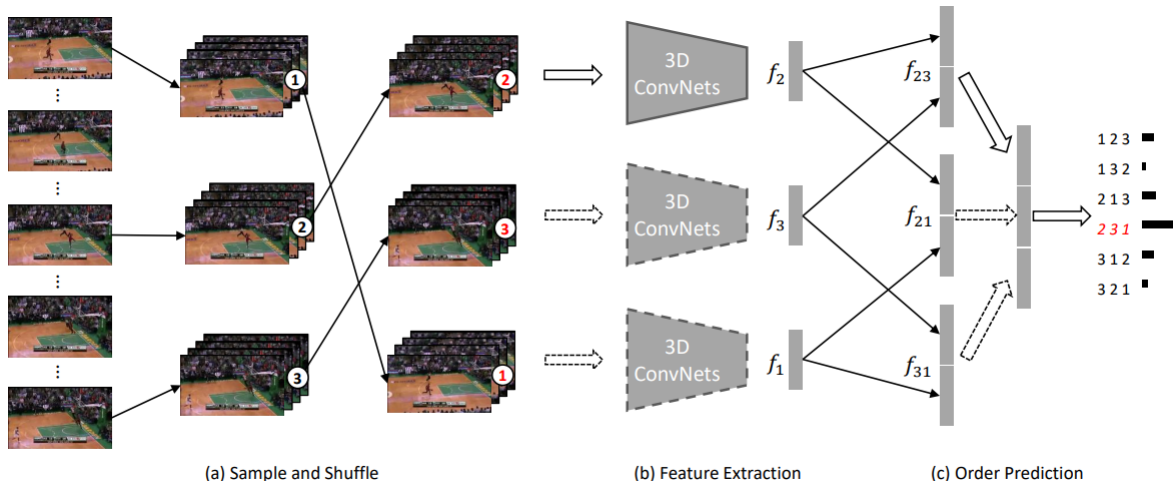 1
2
3
2
3
1
3D
ConvNets
3D
ConvNets
3D
ConvNets
f₂
f₃
f₁
f₂₃
f₂₁
f₃₁
1 2 3
1 3 2
2 1 3
2 3 1
3 1 2
3 2 1
(a) Sample and Shuffle
(b) Feature Extraction
(c) Order Prediction